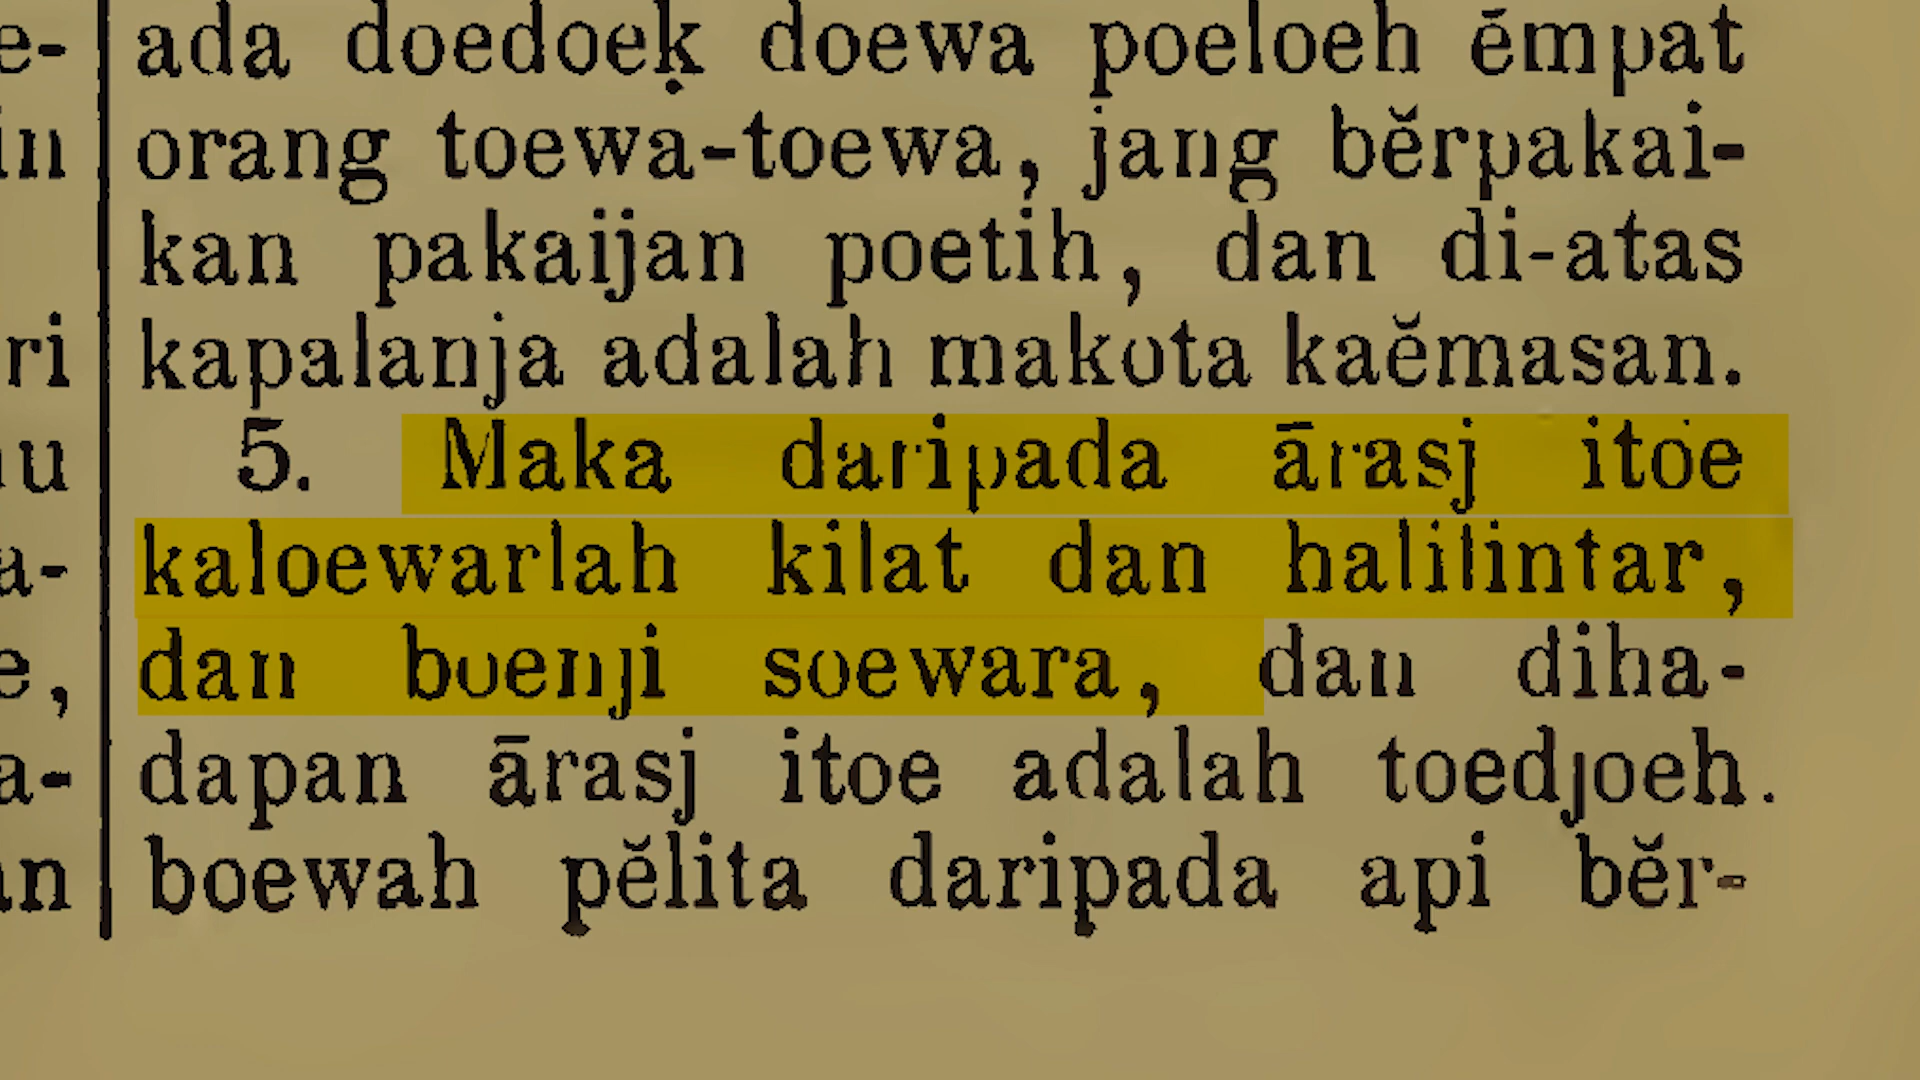 ada doedoeḳ doewa poeloeh ĕmpat
orang toewa-toewa, jang bĕrpakai-
kan pakaijan poetih, dan di-atas
kapalanja adalah makota kaĕmasan.
5. Maka daripada ārasj itoe
kaloewarlah kilat dan halilintar,
dan boenji soewara, dan diha-
dapan ārasj itoe adalah toedjoeh.
boewah pĕlita daripada api bĕr-